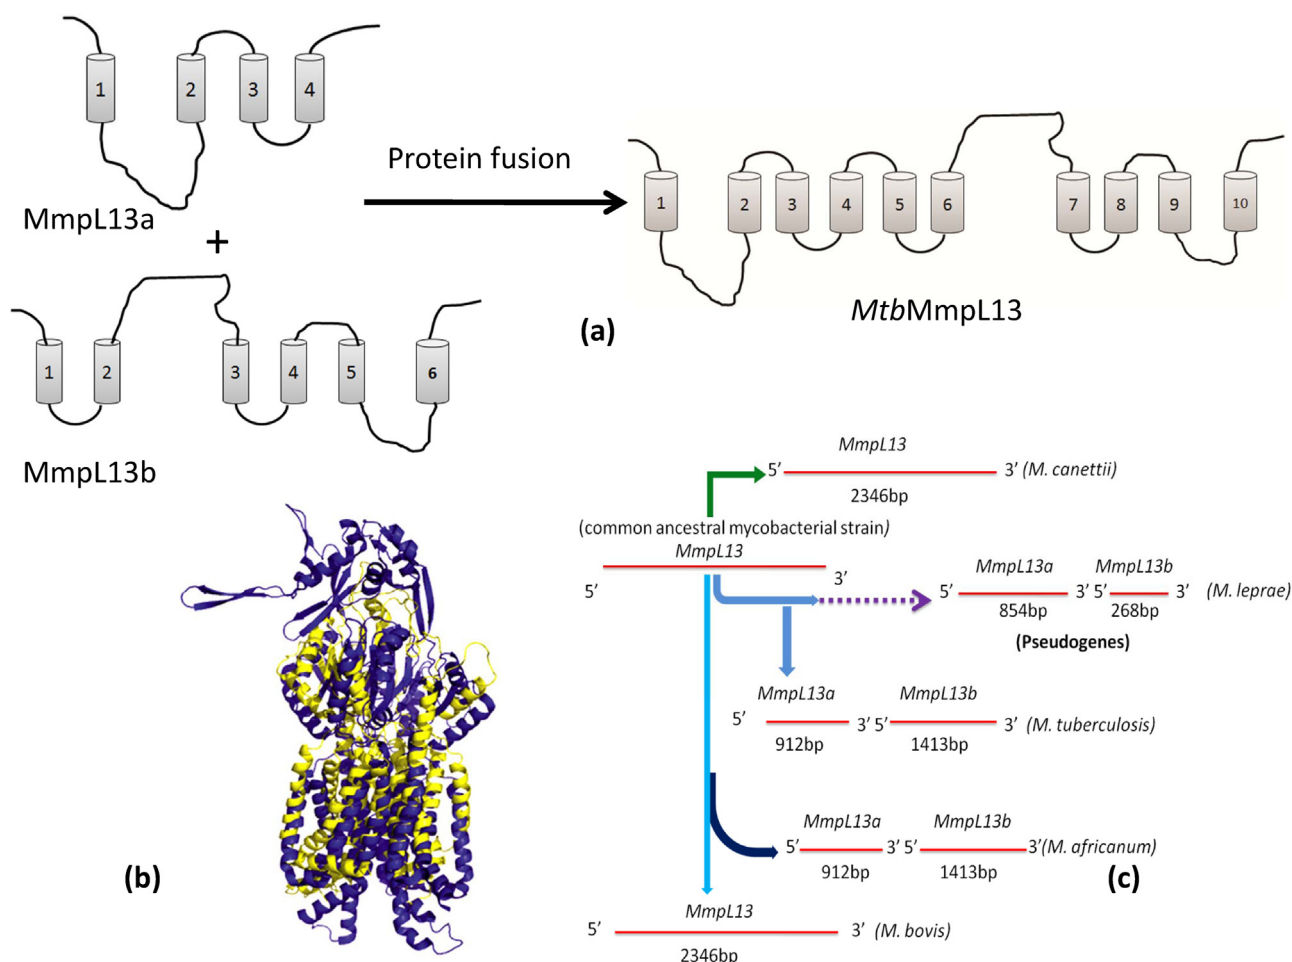 1 2 3 4
MmpL13a
+
1 2 3 4 5 6
MmpL13b
Protein fusion
1 2 3 4 5 6 7 8 9 10
MtbMmpL13
(a)
(b)
MmpL13
5’ 3’ (M. canettii)
2346bp
(common ancestral mycobacterial strain)
MmpL13
5’ 3’
MmpL13a MmpL13b
5’ 3’ 5’ 3’ (M. leprae)
854bp 268bp
(Pseudogenes)
MmpL13a MmpL13b
5’ 3’ 5’ 3’ (M. tuberculosis)
912bp 1413bp
MmpL13a MmpL13b
5’ 3’ 5’ 3’ (M. africanum)
912bp 1413bp
(c)
MmpL13
5’ 3’ (M. bovis)
2346bp